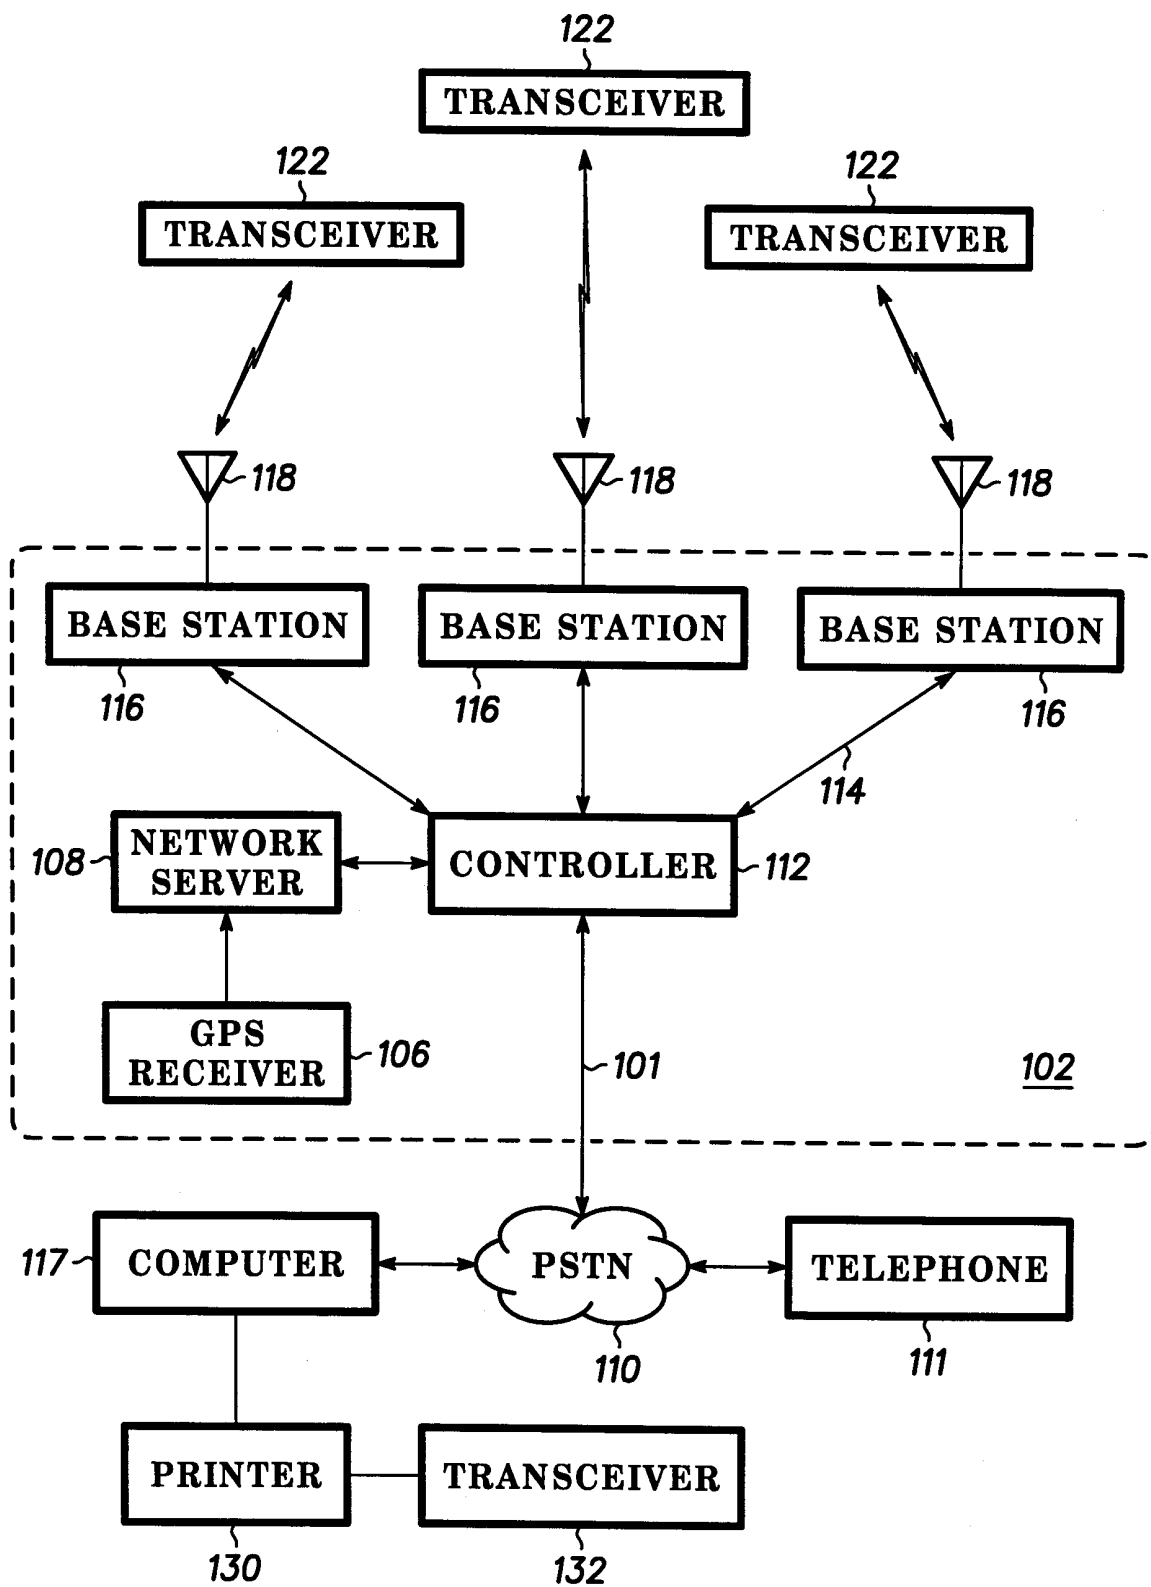 122
TRANSCEIVER
122
122
TRANSCEIVER
TRANSCEIVER
118
118
118
BASE STATION
BASE STATION
BASE STATION
116
116
116
114
108
NETWORK
SERVER
CONTROLLER
112
GPS
RECEIVER
106
101
102
117
COMPUTER
PSTN
TELEPHONE
110
111
PRINTER
TRANSCEIVER
130
132